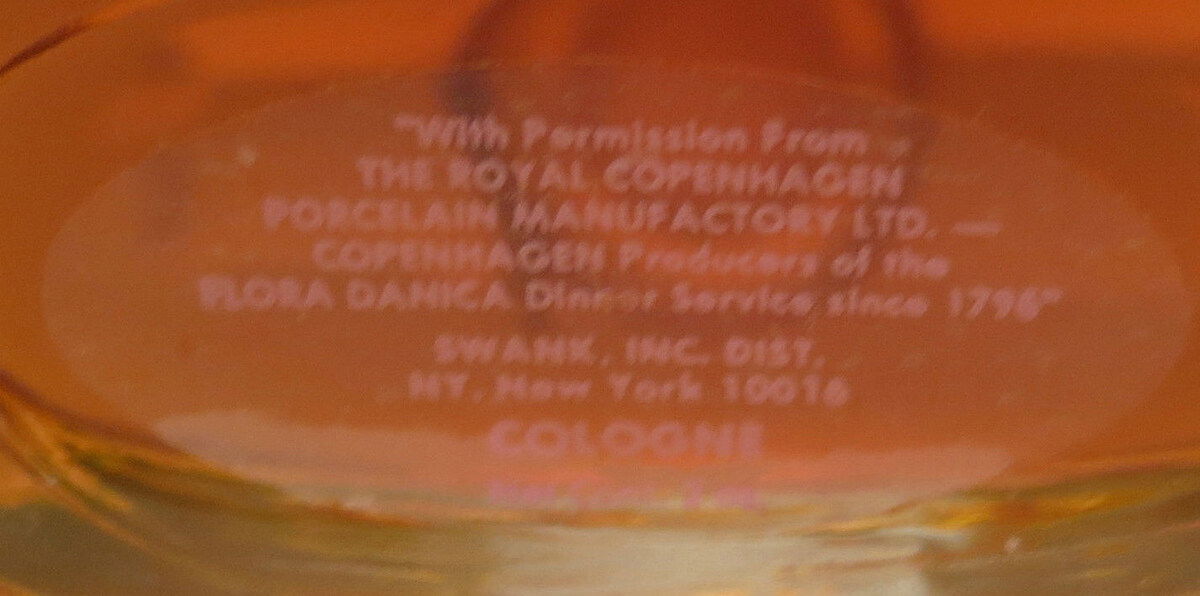 "With Permission From
THE ROYAL COPENHAGEN
PORCELAIN MANUFACTORY LTD. —
COPENHAGEN Producers of the
FLORA DANICA Dinner Service since 1796"
SWANK, INC. DIST.
NY, New York 10016
COLOGNE